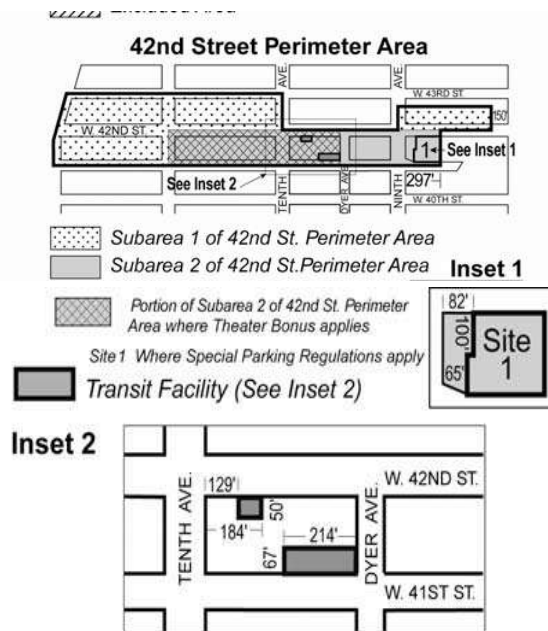 Excluded Area
42nd Street Perimeter Area
AVE.
AVE.
W. 43RD ST.
150'
W. 42ND ST.
1
See Inset 1
See Inset 2
297'
TENTH
DYER AVE
NINTH
W. 40TH ST.
Subarea 1 of 42nd St. Perimeter Area
Subarea 2 of 42nd St.Perimeter Area
Inset 1
Portion of Subarea 2 of 42nd St. Perimeter
Area where Theater Bonus applies
Site 1 Where Special Parking Regulations apply
82'
100'
Site
1
65'
Transit Facility (See Inset 2)
Inset 2
129'
W. 42ND ST.
50'
184'
214'
67'
TENTH AVE.
DYER AVE.
W. 41ST ST.